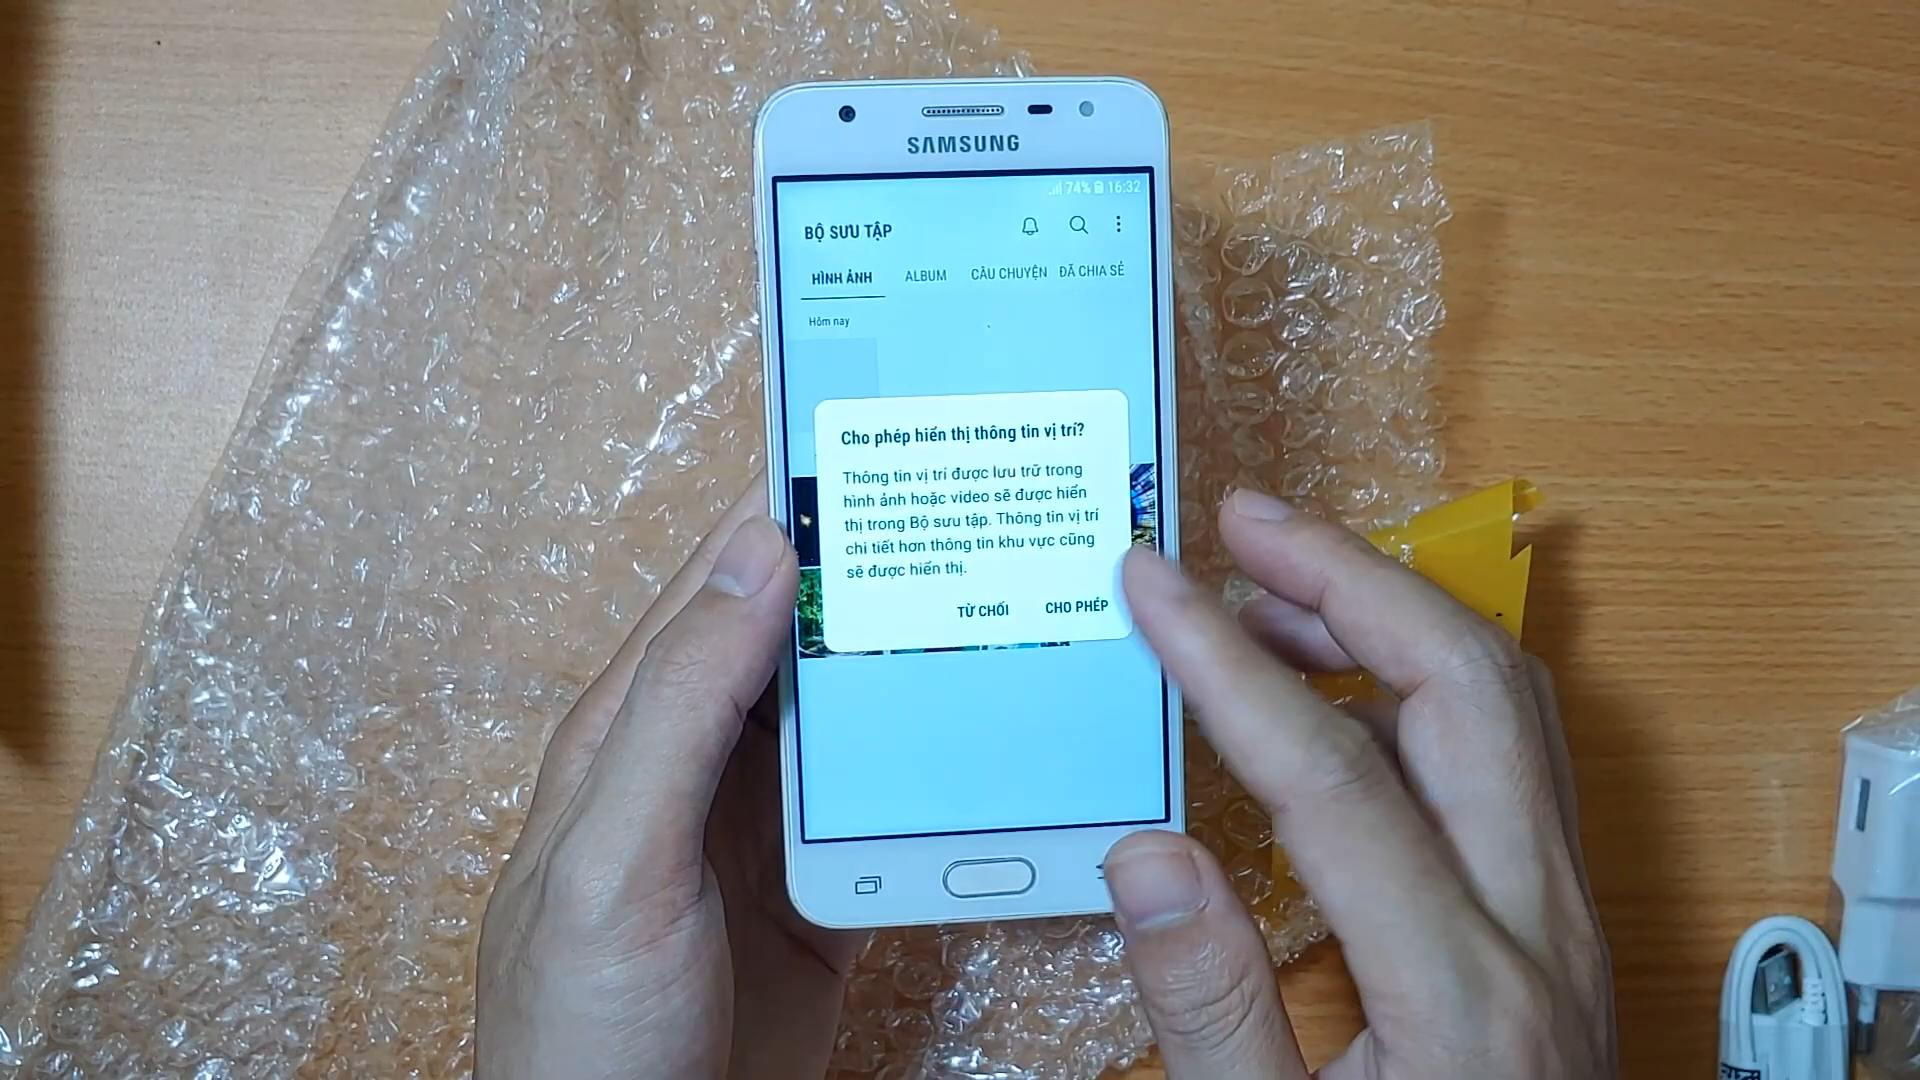 SAMSUNG
74% 16:32
BỘ SƯU TẬP
HÌNH ẢNH ALBUM CÂU CHUYỆN ĐÃ CHIA SẺ
Hôm nay
Cho phép hiển thị thông tin vị trí?
Thông tin vị trí được lưu trữ trong
hình ảnh hoặc video sẽ được hiển
thị trong Bộ sưu tập. Thông tin vị trí
chi tiết hơn thông tin khu vực cũng
sẽ được hiển thị.
TỪ CHỐI CHO PHÉP